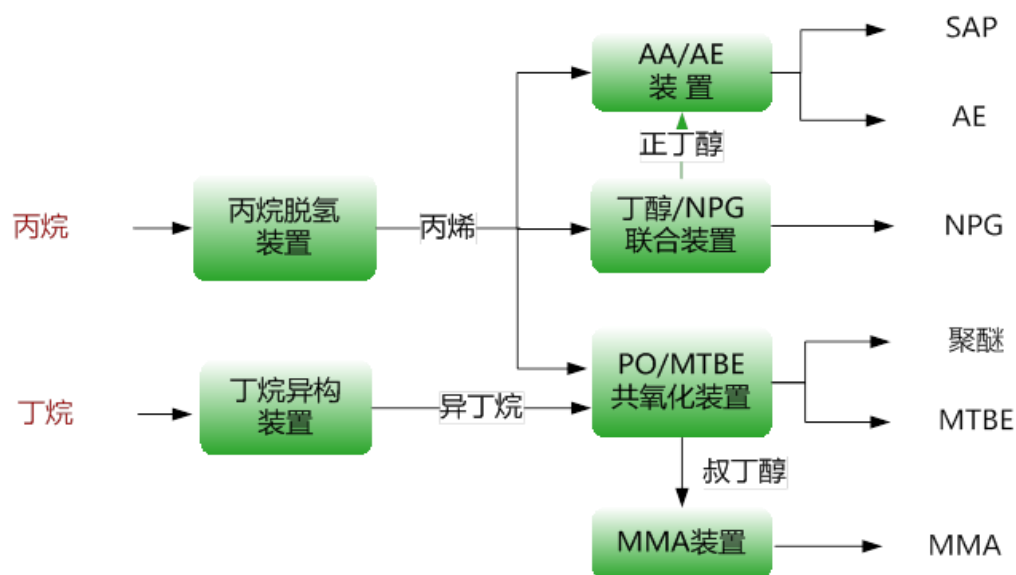 SAP
AA/AE
装 置
AE
正丁醇
丙烷
丙烷脱氢
装置
丙烯
丁醇/NPG
联合装置
NPG
聚醚
丁烷
丁烷异构
装置
异丁烷
PO/MTBE
共氧化装置
MTBE
叔丁醇
MMA装置
MMA